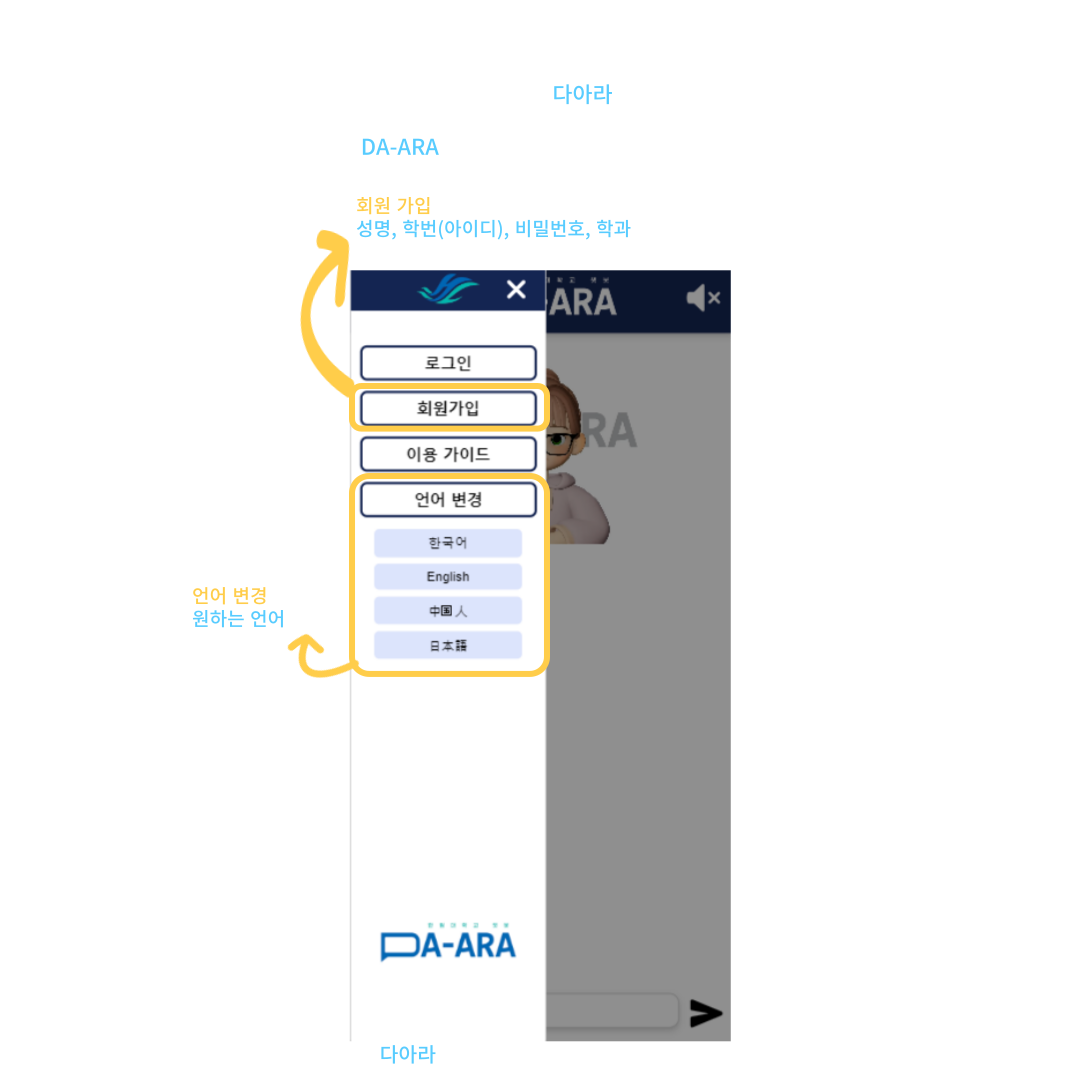 다아라
DA-ARA
회원 가입
성명, 학번(아이디), 비밀번호, 학과
-ARA
로그인
회원가입
RA
이용 가이드
언어 변경
한국어
English
中国人
日本語
언어 변경
원하는 언어
DA-ARA
다아라